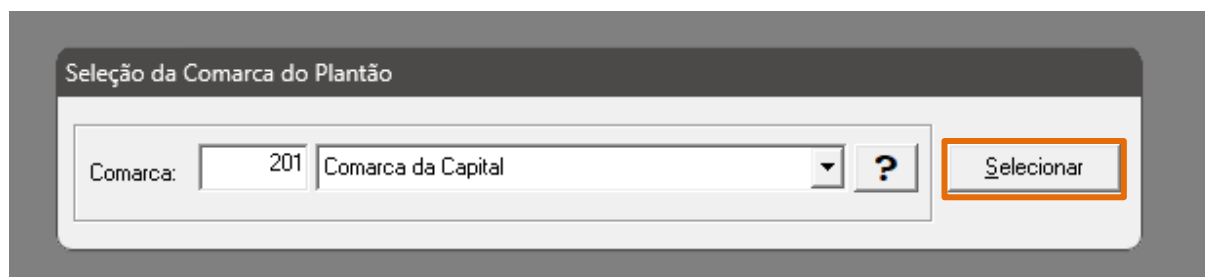 Seleção da Comarca do Plantão
Comarca: 201 Comarca da Capital ? Selecionar